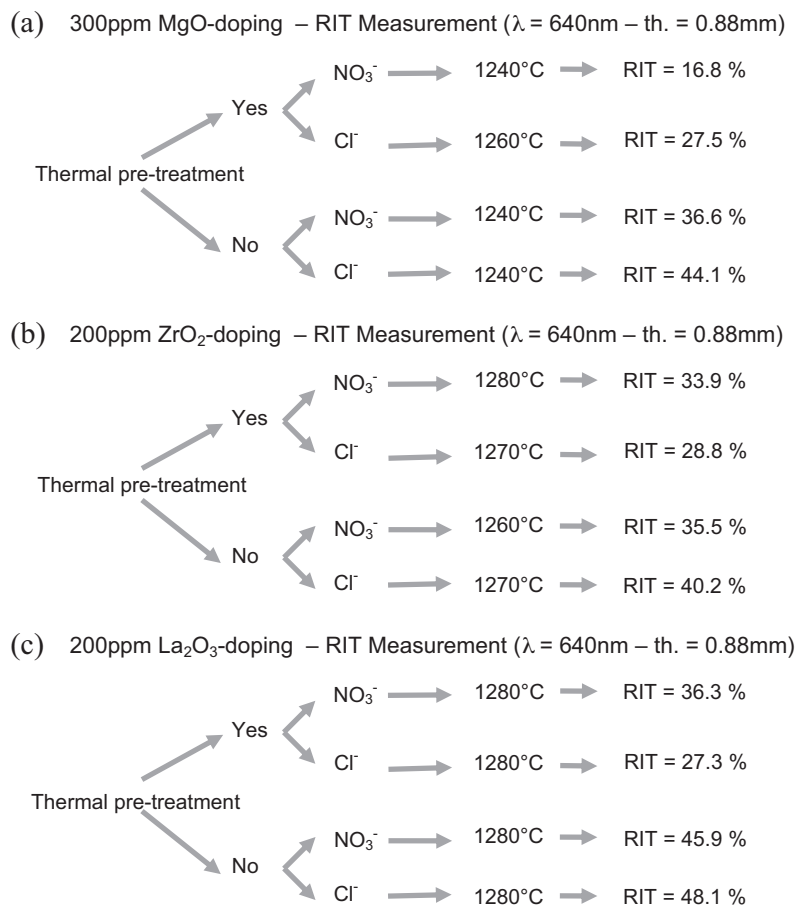 (a) 300ppm MgO-doping – RIT Measurement (λ = 640nm – th. = 0.88mm)
NO₃⁻ 1240°C RIT = 16.8 %
Yes
Cl⁻ 1260°C RIT = 27.5 %
Thermal pre-treatment
NO₃⁻ 1240°C RIT = 36.6 %
No
Cl⁻ 1240°C RIT = 44.1 %
(b) 200ppm ZrO₂-doping – RIT Measurement (λ = 640nm – th. = 0.88mm)
NO₃⁻ 1280°C RIT = 33.9 %
Yes
Cl⁻ 1270°C RIT = 28.8 %
Thermal pre-treatment
NO₃⁻ 1260°C RIT = 35.5 %
No
Cl⁻ 1270°C RIT = 40.2 %
(c) 200ppm La₂O₃-doping – RIT Measurement (λ = 640nm – th. = 0.88mm)
NO₃⁻ 1280°C RIT = 36.3 %
Yes
Cl⁻ 1280°C RIT = 27.3 %
Thermal pre-treatment
NO₃⁻ 1280°C RIT = 45.9 %
No
Cl⁻ 1280°C RIT = 48.1 %